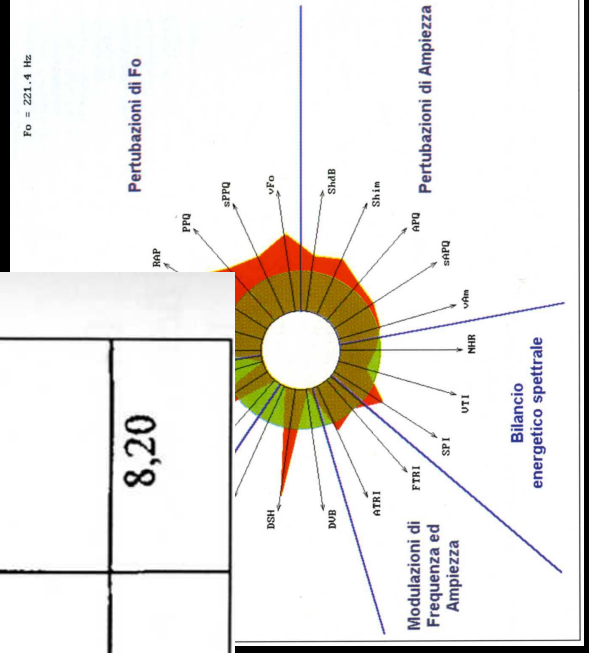 Fo = 221.4 Hz
Pertubazioni di Fo
Pertubazioni di Ampiezza
RAP
PPQ
sPPQ
vFo
ShdB
Shim
APQ
sAPQ
vAm
NHR
VTI
SPI
FTRI
ATRI
DVB
DSH
Bilancio
energetico spettrale
Modulazioni di
Frequenza ed
Ampiezza
8,20